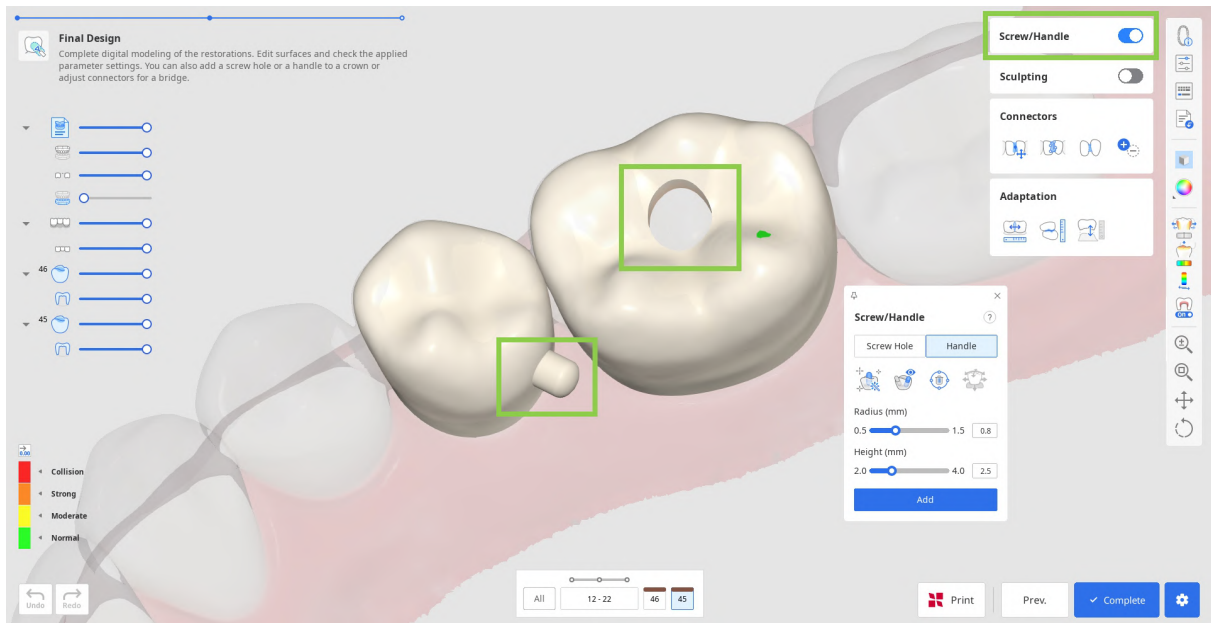 Final Design
Complete digital modeling of the restorations. Edit surfaces and check the applied
parameter settings. You can also add a screw hole or a handle to a crown or
adjust connectors for a bridge.
Screw/Handle
Sculpting
Connectors
Adaptation
46
45
Screw/Handle
?
Screw Hole
Handle
Radius (mm)
0.5
1.5
0.8
Height (mm)
2.0
4.0
2.5
Add
0.00
Collision
Strong
Moderate
Normal
Undo
Redo
All
12 - 22
46
45
Print
Prev.
Complete